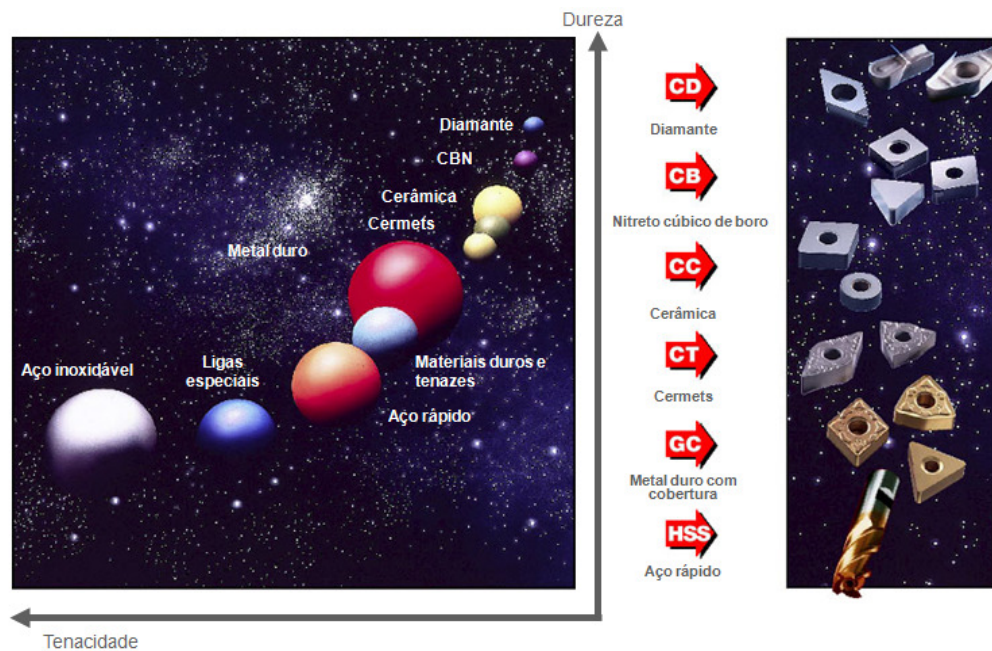 Dureza
Diamante
CBN
Cerâmica
Cermets
Metal duro
Aço inoxidável
Ligas
especiais
Materiais duros e
tenazes
Aço rápido
Tenacidade
CD
Diamante
CB
Nitreto cúbico de boro
CC
Cerâmica
CT
Cermets
GC
Metal duro com
cobertura
HSS
Aço rápido